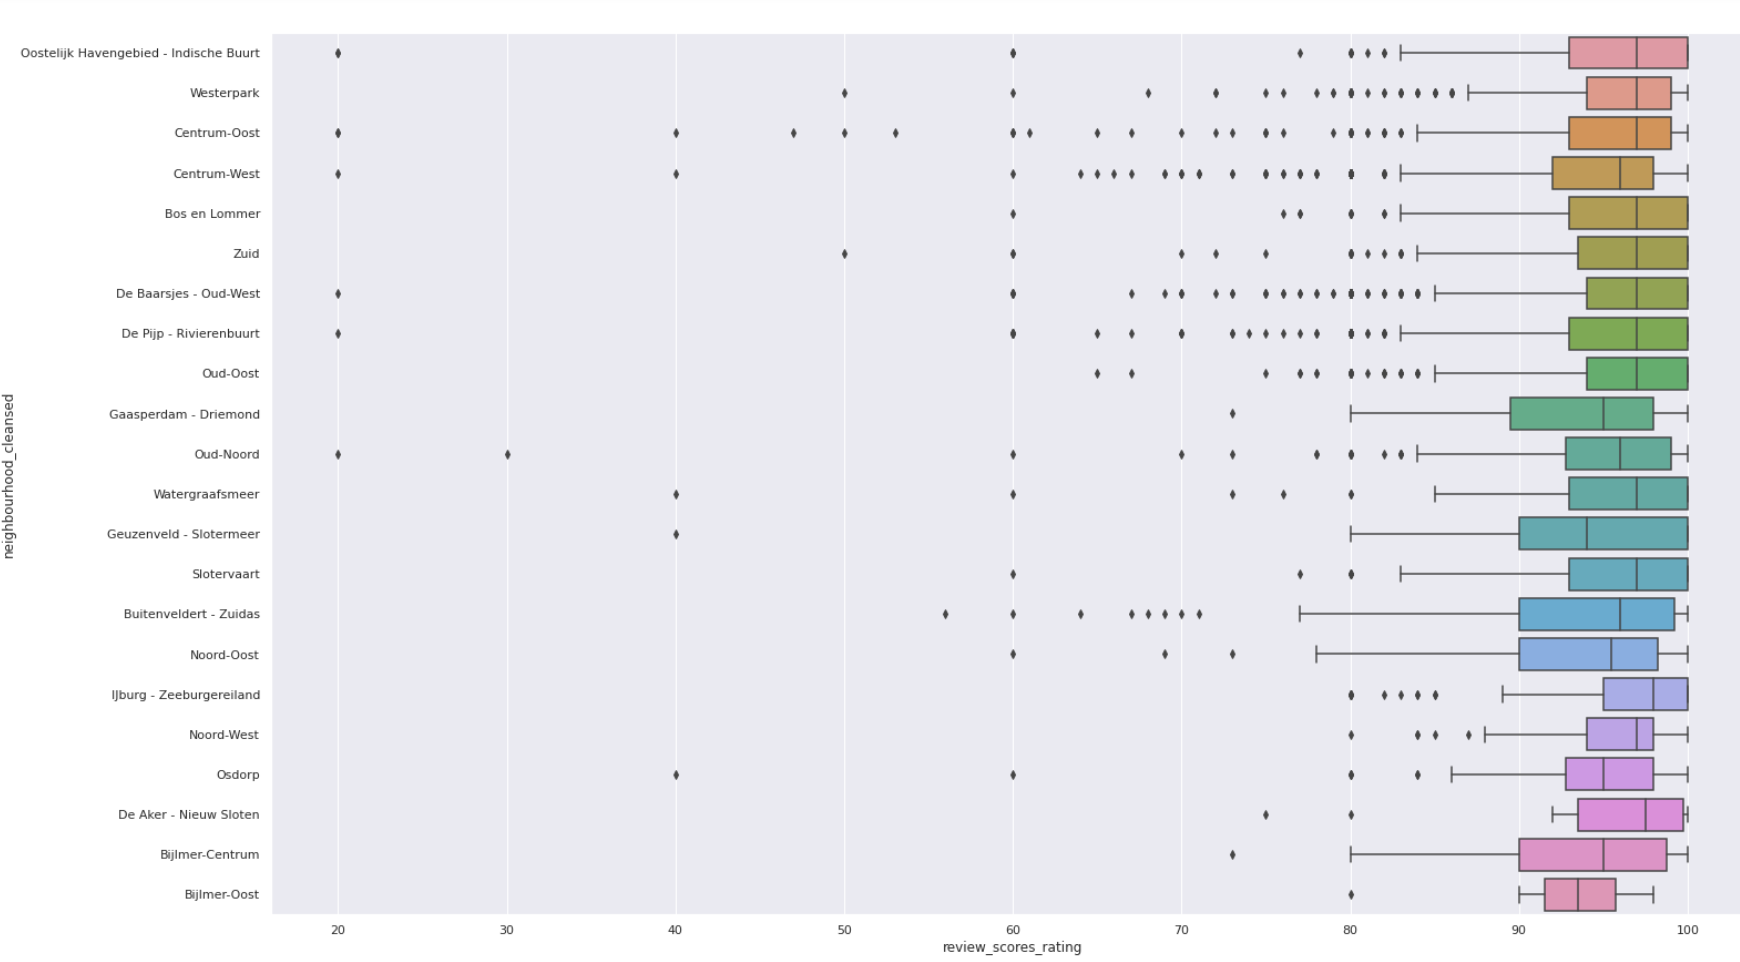 Oostelijk Havengebied - Indische Buurt
Westerpark
Centrum-Oost
Centrum-West
Bos en Lommer
Zuid
De Baarsjes - Oud-West
De Pijp - Rivierenbuurt
Oud-Oost
Gaasperdam - Driemond
Oud-Noord
Watergraafsmeer
Geuzenveld - Slotermeer
Slotervaart
Buitenveldert - Zuidas
Noord-Oost
IJburg - Zeeburgereiland
Noord-West
Osdorp
De Aker - Nieuw Sloten
Bijlmer-Centrum
Bijlmer-Oost
neighbourhood_cleansed
20 30 40 50 60 70 80 90 100
review_scores_rating